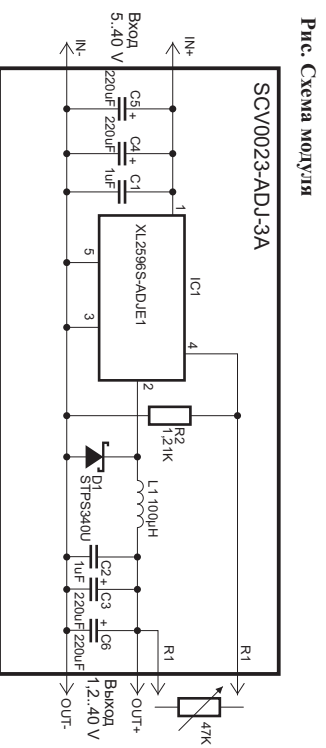 Рис. Схема модуля
SCV0023-ADJ-3A
IN+
Вход
5..40 V
IN-
C5 +
220uF
C4 +
220uF
C1
1uF
IC1
XL2596S-ADJE1
1
5
3
4
2
R2
1,21K
D1
STPS340U
L1 100µH
C2 +
1uF
C3
220uF
+ C6
220uF
R1
R1
47K
OUT+
Выход
1,2..40 V
OUT-